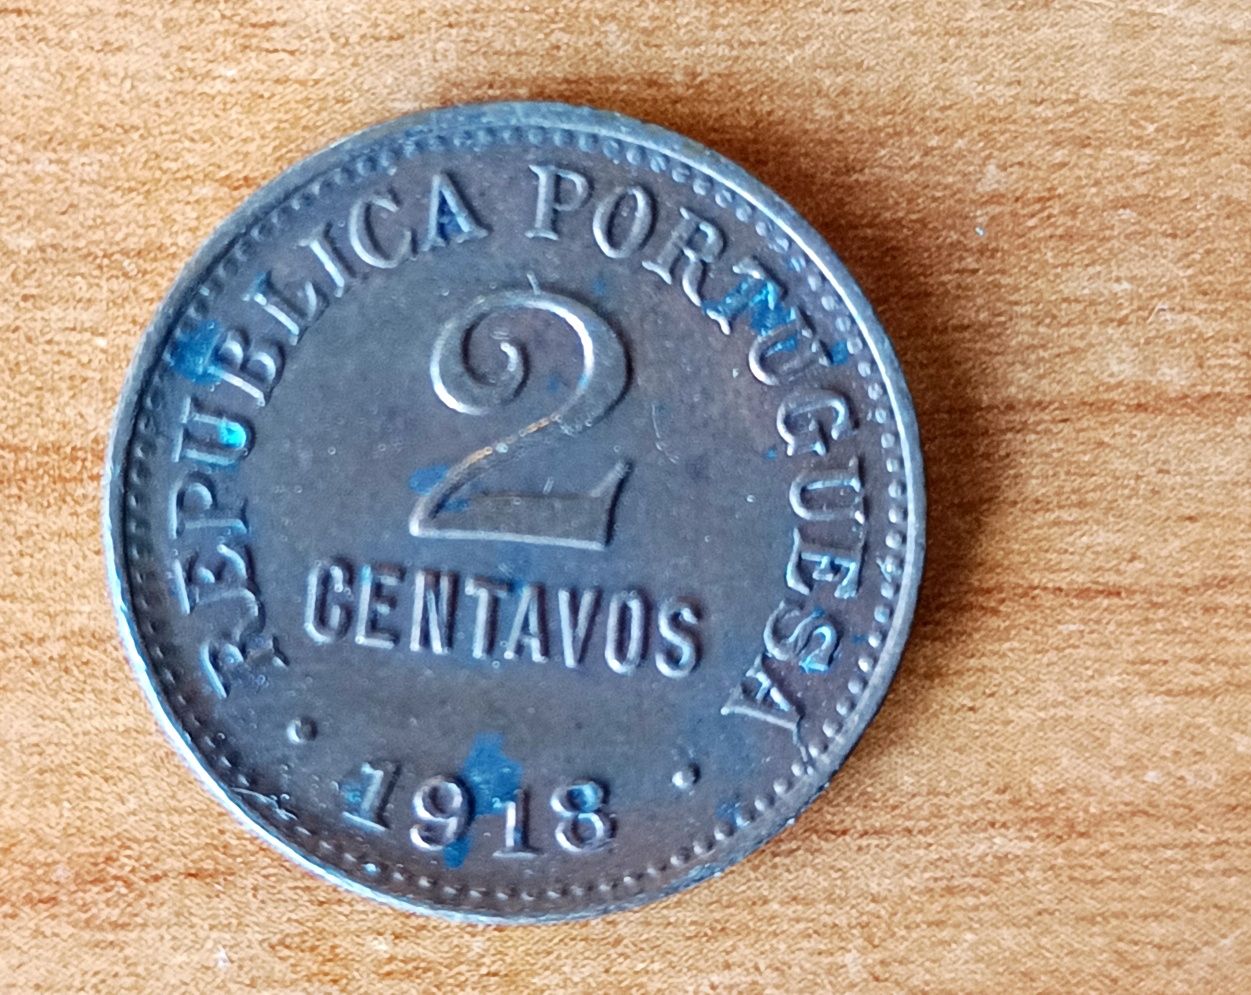 REPUBLICA PORTUGUESA
2
CENTAVOS
1918